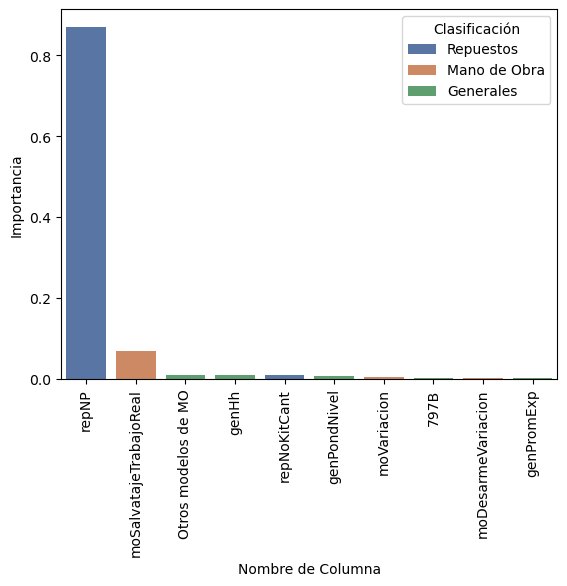 Clasificación
Repuestos
Mano de Obra
Generales
Importancia
0.8
0.6
0.4
0.2
0.0
repNP
moSalvatajeTrabajoReal
Otros modelos de MO
genHh
repNoKitCant
genPondNivel
moVariacion
797B
moDesarmeVariacion
genPromExp
Nombre de Columna